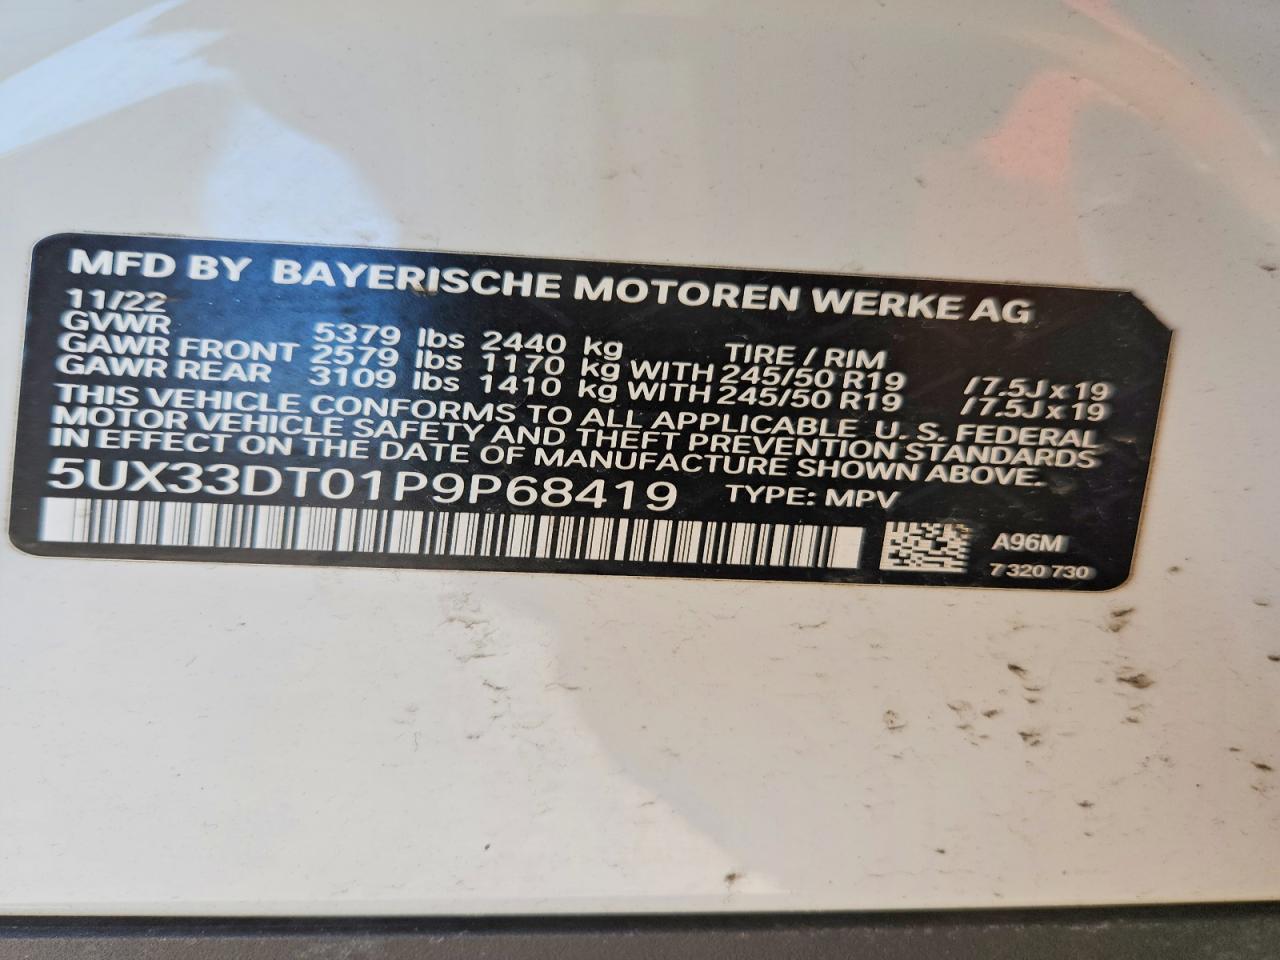 MFD BY BAYERISCHE MOTOREN WERKE AG
11/22
GVWR 5379 lbs 2440 kg TIRE / RIM
GAWR FRONT 2579 lbs 1170 kg WITH 245/50 R19 /7.5J x 19
GAWR REAR 3109 lbs 1410 kg WITH 245/50 R19 /7.5J x 19
THIS VEHICLE CONFORMS TO ALL APPLICABLE U. S. FEDERAL
MOTOR VEHICLE SAFETY AND THEFT PREVENTION STANDARDS
IN EFFECT ON THE DATE OF MANUFACTURE SHOWN ABOVE.
5UX33DT01P9P68419 TYPE: MPV
A96M
7 320 730